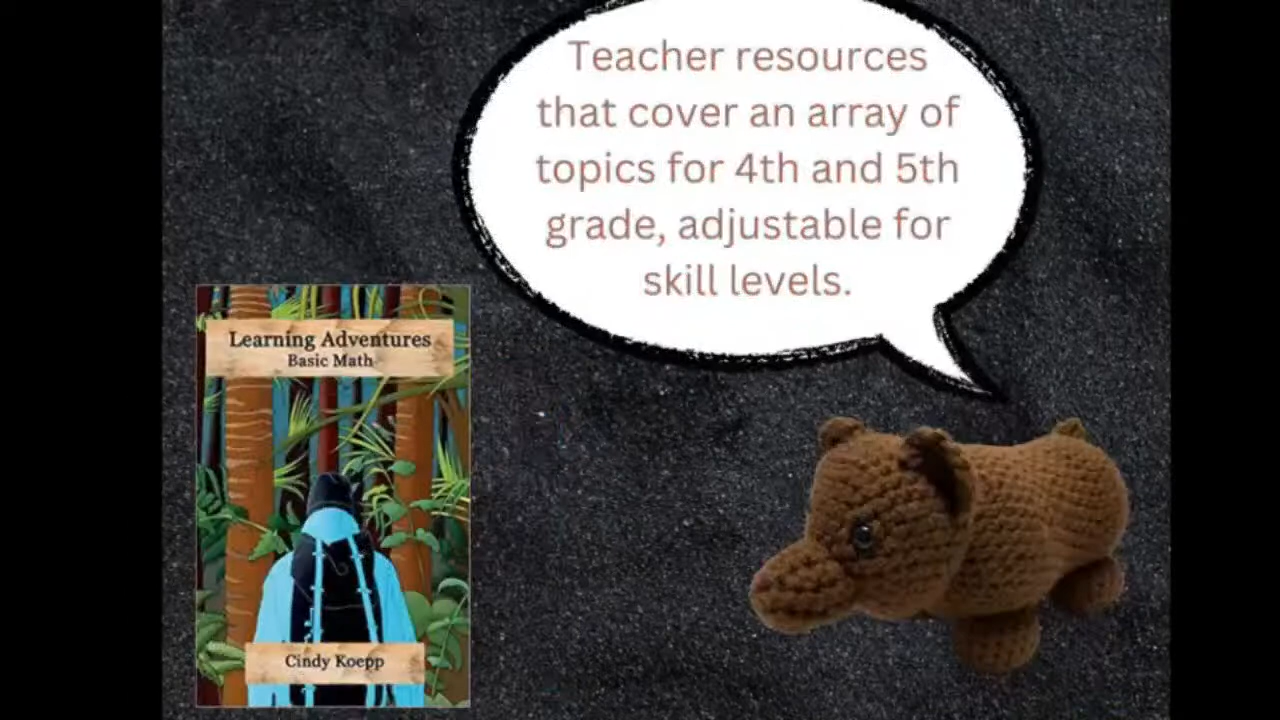 Teacher resources
that cover an array of
topics for 4th and 5th
grade, adjustable for
skill levels.
Learning Adventures
Basic Math
Cindy Koepp